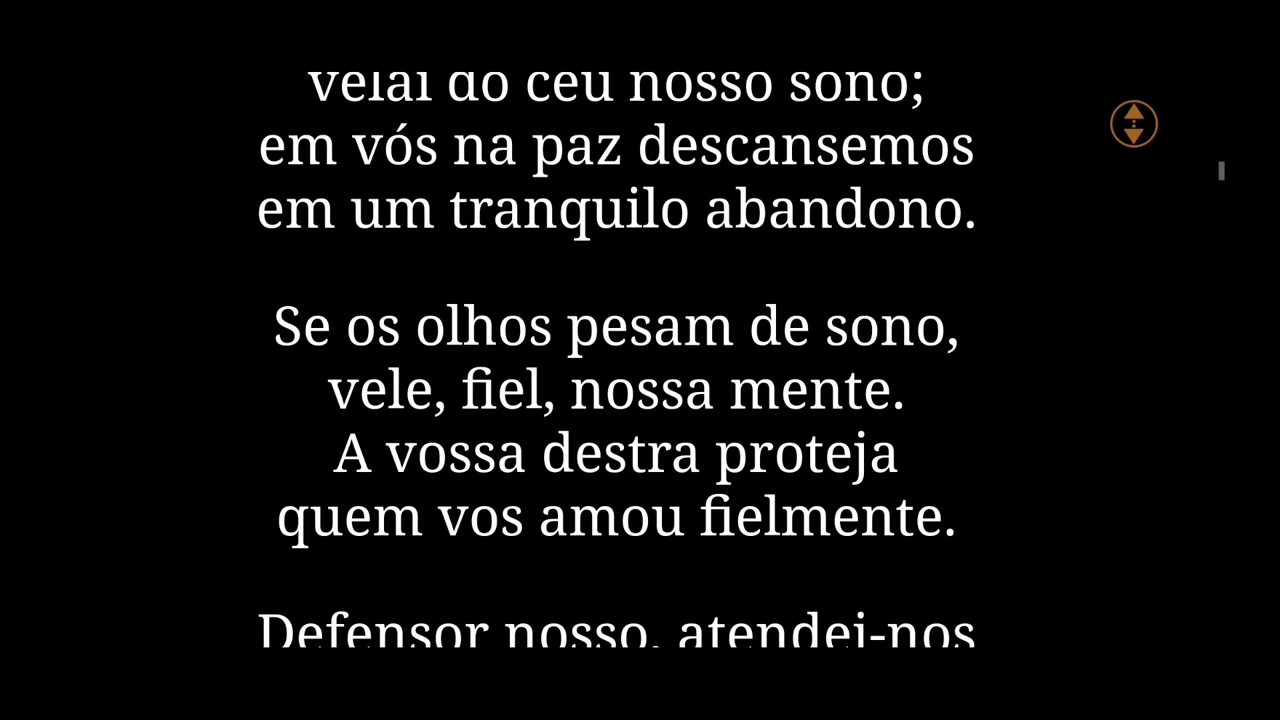 velai do céu nosso sono;
em vós na paz descansemos
em um tranquilo abandono.
Se os olhos pesam de sono,
vele, fiel, nossa mente.
A vossa destra proteja
quem vos amou fielmente.
Defensor nosso, atendei-nos